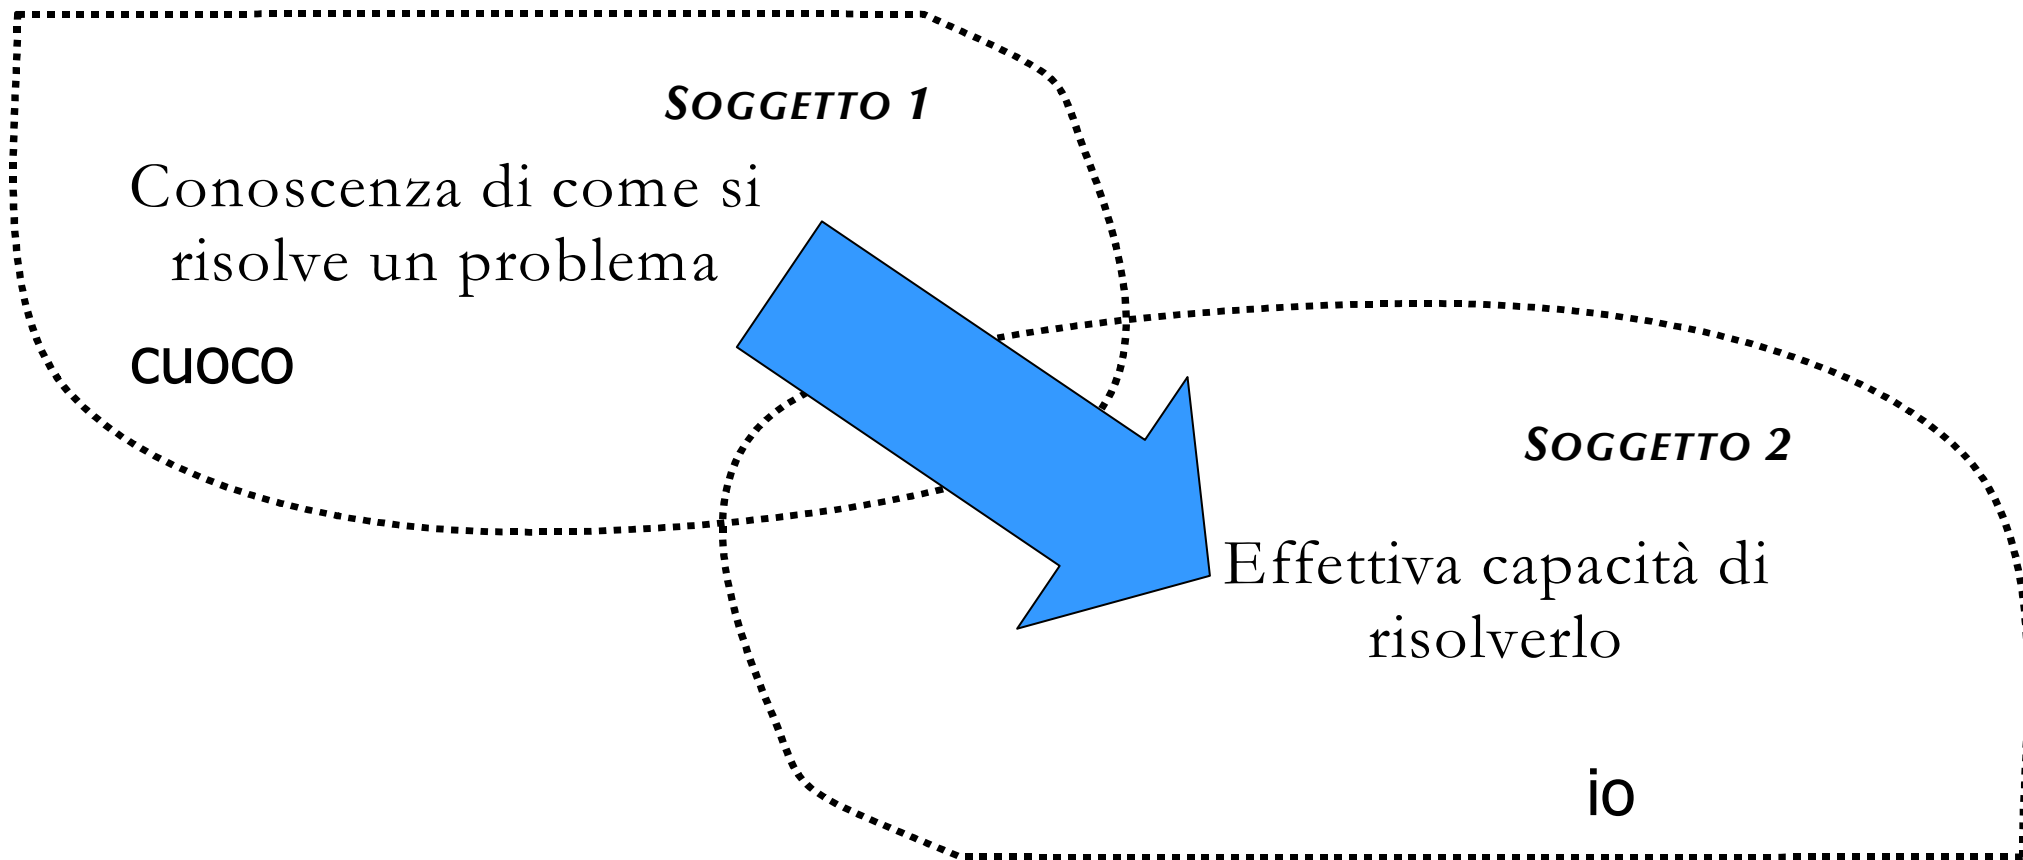 SOGGETTO 1
Conoscenza di come si
risolve un problema
cuoco
SOGGETTO 2
Effettiva capacità di
risolverlo
io